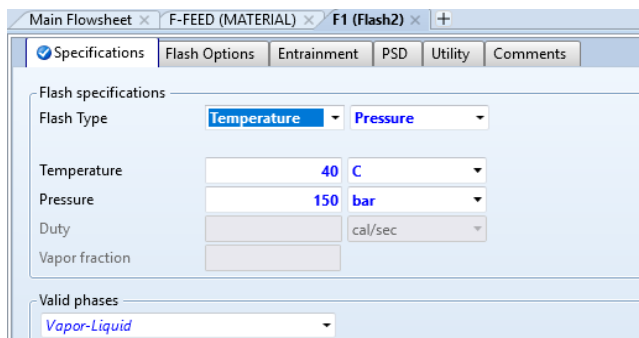 Main Flowsheet × F-FEED (MATERIAL) × F1 (Flash2) × +
Specifications Flash Options Entrainment PSD Utility Comments
Flash specifications
Flash Type Temperature Pressure
Temperature 40 C
Pressure 150 bar
Duty cal/sec
Vapor fraction
Valid phases
Vapor-Liquid